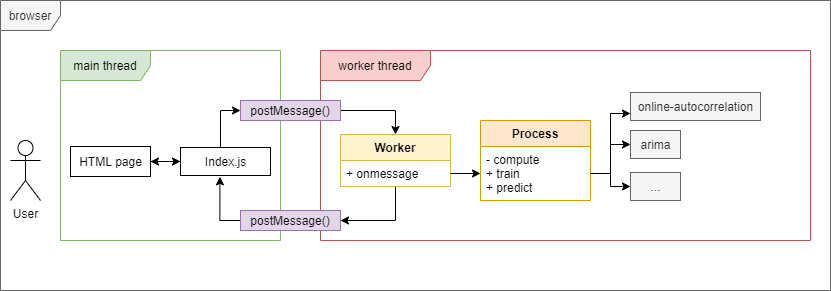 browser
main thread
worker thread
postMessage()
online-autocorrelation
Process
Worker
arima
HTML page
Index.js
- compute
+ onmessage
+ train
+ predict
...
User
postMessage()